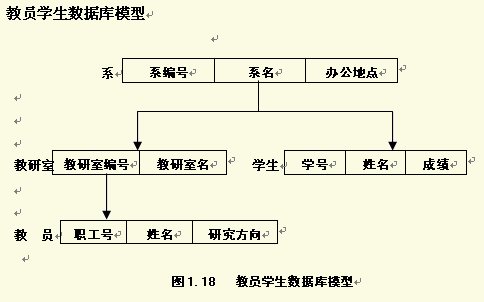 教员学生数据库模型
系 系编号 系名 办公地点
教研室 教研室编号 教研室名 学生 学号 姓名 成绩
教 员 职工号 姓名 研究方向
图1.18 教员学生数据库模型